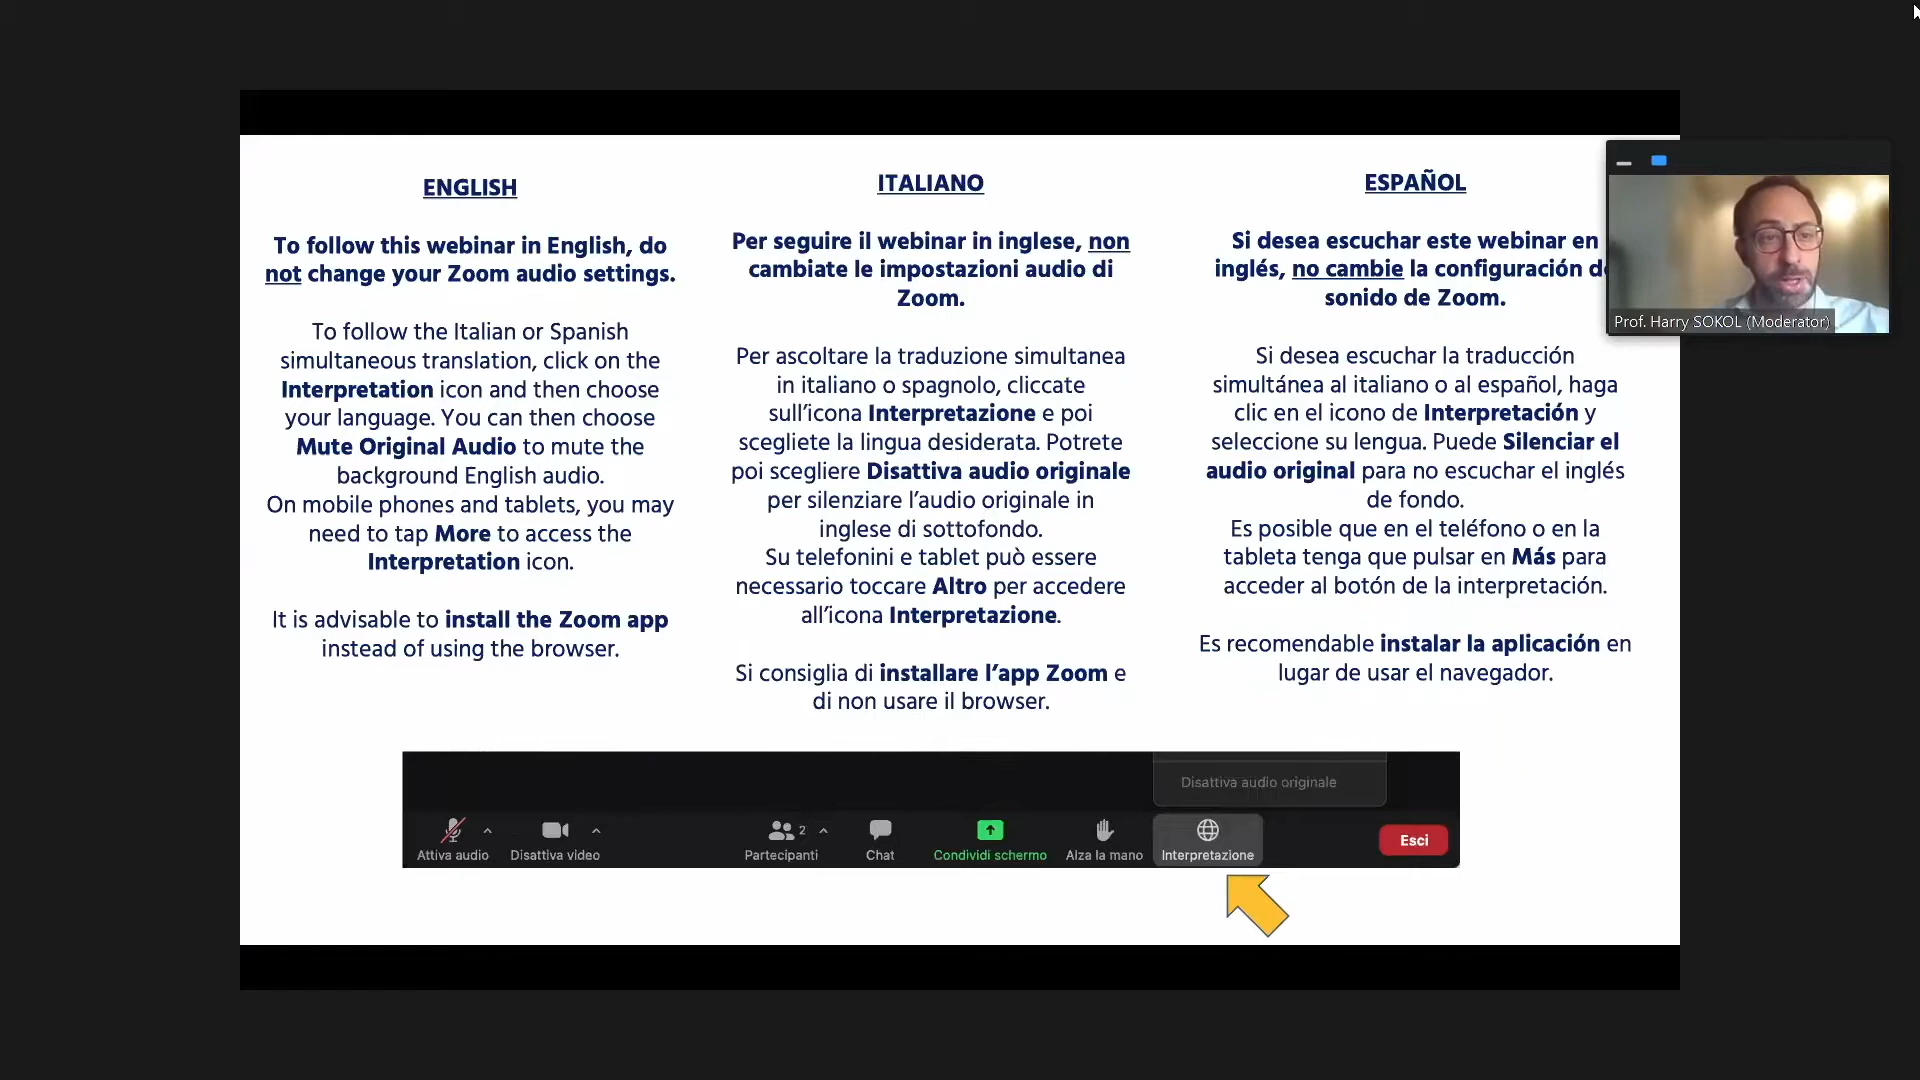 ENGLISH
To follow this webinar in English, do
not change your Zoom audio settings.
To follow the Italian or Spanish
simultaneous translation, click on the
Interpretation icon and then choose
your language. You can then choose
Mute Original Audio to mute the
background English audio.
On mobile phones and tablets, you may
need to tap More to access the
Interpretation icon.
It is advisable to install the Zoom app
instead of using the browser.
ITALIANO
Per seguire il webinar in inglese, non
cambiate le impostazioni audio di
Zoom.
Per ascoltare la traduzione simultanea
in italiano o spagnolo, cliccate
sull’icona Interpretazione e poi
scegliete la lingua desiderata. Potrete
poi scegliere Disattiva audio originale
per silenziare l’audio originale in
inglese di sottofondo.
Su telefonini e tablet può essere
necessario toccare Altro per accedere
all’icona Interpretazione.
Si consiglia di installare l’app Zoom e
di non usare il browser.
ESPAÑOL
Si desea escuchar este webinar en
inglés, no cambie la configuración
sonido de Zoom.
Si desea escuchar la traducción
simultánea al italiano o al español, haga
clic en el icono de Interpretación y
seleccione su lengua. Puede Silenciar el
audio original para no escuchar el inglés
de fondo.
Es posible que en el teléfono o en la
tableta tenga que pulsar en Más para
acceder al botón de la interpretación.
Es recomendable instalar la aplicación en
lugar de usar el navegador.
Prof. Harry SOKOL (Moderator)
Disattiva audio originale
2
Attiva audio
Disattiva video
Partecipanti
Chat
Condividi schermo
Alza la mano
Interpretazione
Esci